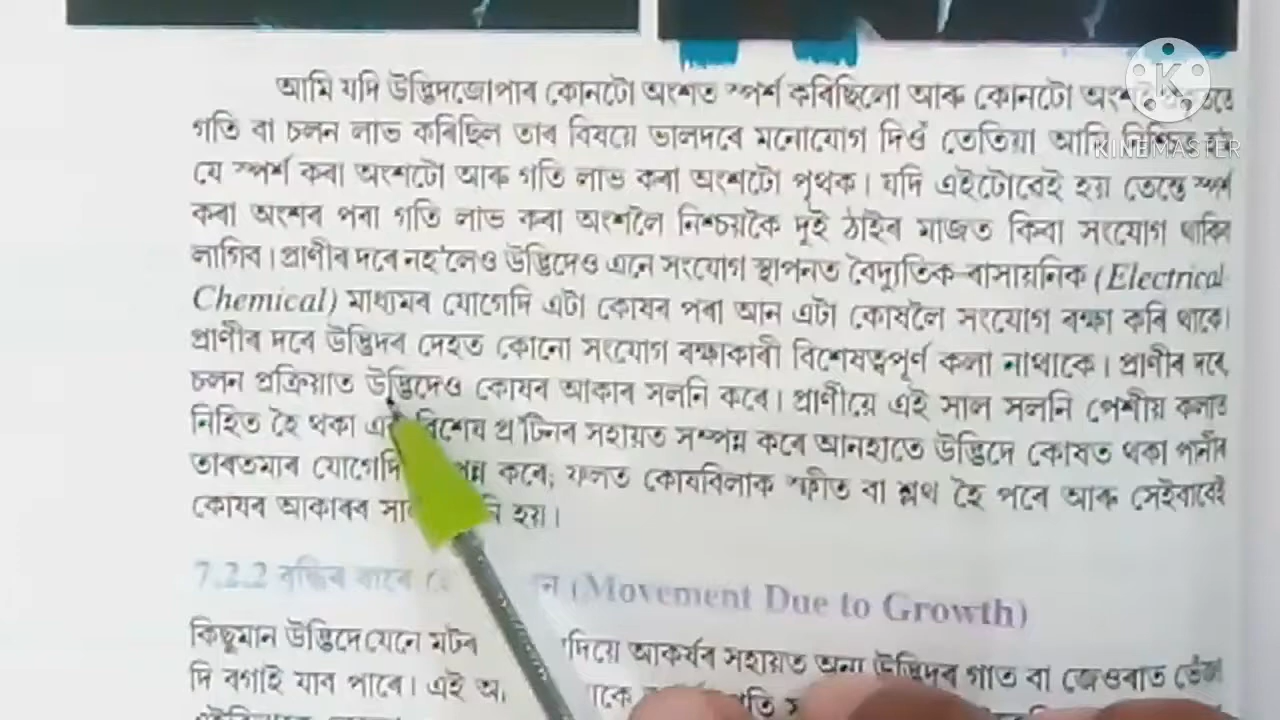 KINEMASTER
আমি যদি উদ্ভিদজোপাৰ কোনটো অংশত স্পৰ্শ কৰিছিলো আৰু কোনটো
গতি বা চলন লাভ কৰিছিল তাৰ বিষয়ে ভালদৰে মনোযোগ দিওঁ তেতিয়া আমি নিশ্চিত
যে স্পৰ্শ কৰা অংশটো আৰু গতি লাভ কৰা অংশটো পৃথক। যদি এইটোৱেই হয় তেন্তে স্পৰ্শ
কৰা অংশৰ পৰা গতি লাভ কৰা অংশলৈ নিশ্চয়কৈ দুই ঠাইৰ মাজত কিবা সংযোগ থাকিব
লাগিব। প্ৰাণীৰ দৰে নহ'লেও উদ্ভিদেও এনে সংযোগ স্থাপনত বৈদ্যুতিক-ৰাসায়নিক (Electrical-
Chemical) মাধ্যমৰ যোগেদি এটা কোষৰ পৰা আন এটা কোষলৈ সংযোগ ৰক্ষা কৰি থাকে।
প্ৰাণীৰ দৰে উদ্ভিদৰ দেহত কোনো সংযোগ ৰক্ষাকাৰী বিশেষত্বপূৰ্ণ কলা নাথাকে। প্ৰাণীৰ দৰে,
চলন প্ৰক্ৰিয়াত উদ্ভিদেও কোষৰ আকাৰ সলনি কৰে। প্ৰাণীয়ে এই সাল সলনি পেশীয় কলাত
নিহিত হৈ থকা বিশেষ প্ৰ'টিনৰ সহায়ত সম্পন্ন কৰে আনহাতে উদ্ভিদে কোষত থকা পানীৰ
তাৰতম্যৰ যোগেদি কৰে; ফলত কোষবিলাক স্ফীত বা শ্লথ হৈ পৰে আৰু সেইবাবেই
কোষৰ আকাৰৰ হয়।
7.2.2 বৃদ্ধিৰ বাবে (Movement Due to Growth)
কিছুমান উদ্ভিদে যেনে মটৰ আকৰ্ষৰ সহায়ত অন্য উদ্ভিদৰ গাত বা জেওৰাত
দি বগাই যাব পাৰে। এই